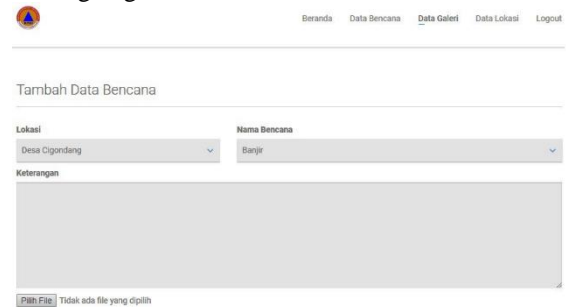 Beranda Data Bencana Data Galeri Data Lokasi Logout
Tambah Data Bencana
Lokasi Nama Bencana
Desa Cigondang Banjir
Keterangan
Pilih File Tidak ada file yang dipilih